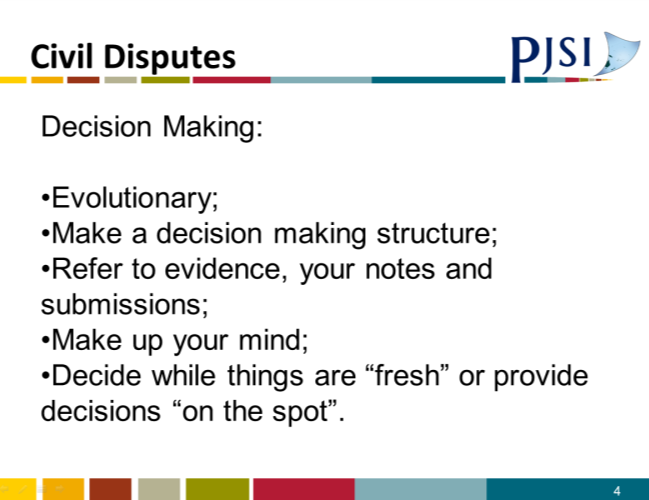 Civil Disputes
PJSI
Decision Making:
•Evolutionary;
•Make a decision making structure;
•Refer to evidence, your notes and
submissions;
•Make up your mind;
•Decide while things are “fresh” or provide
decisions “on the spot”.
4